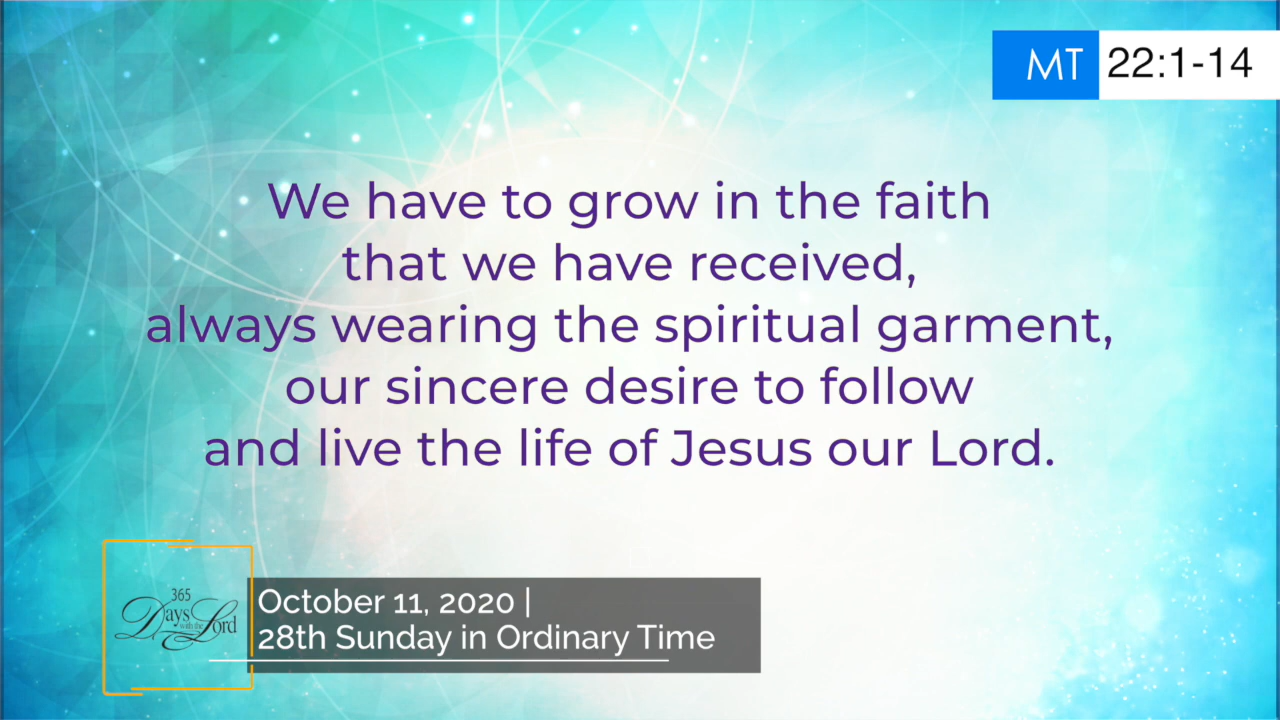 MT 22:1-14
We have to grow in the faith
that we have received,
always wearing the spiritual garment,
our sincere desire to follow
and live the life of Jesus our Lord.
365
Days with the Lord
October 11, 2020 |
28th Sunday in Ordinary Time